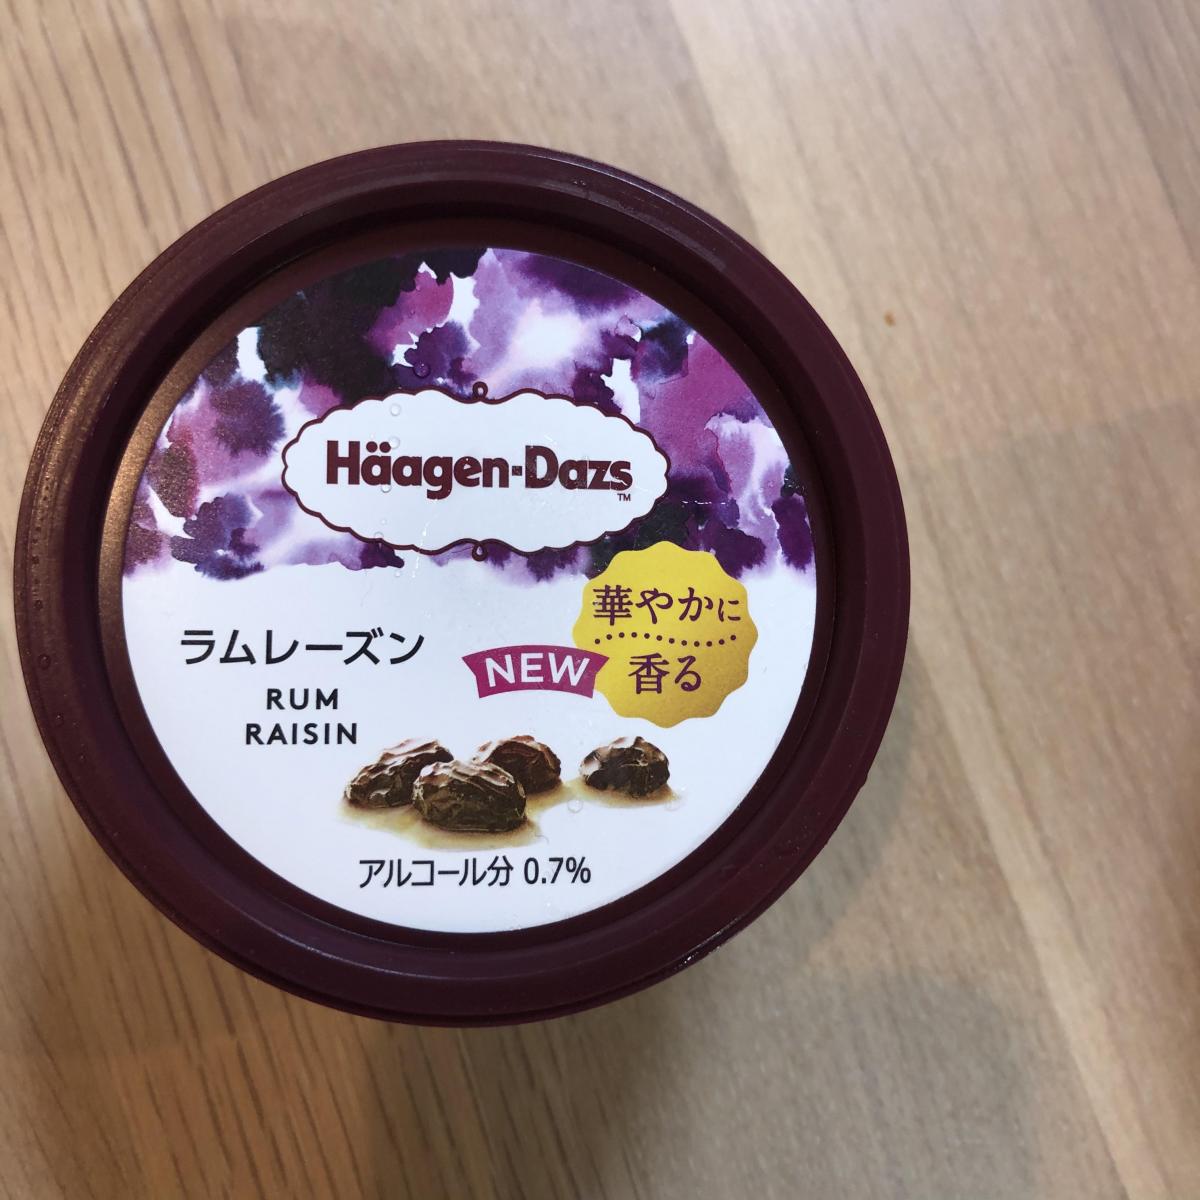 Häagen-Dazs
TM
華やかに
香る
NEW
ラムレーズン
RUM
RAISIN
アルコール分 0.7%